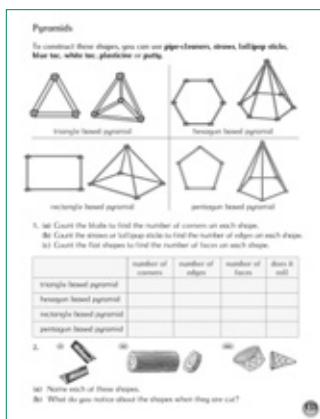 Pyramids
To construct these shapes, you can use pipe-cleaners, straws, lollipop sticks,
blue tac, white tac, plasticine or putty.
triangle based pyramid
hexagon based pyramid
rectangle based pyramid
pentagon based pyramid
1. (a) Count the blobs to find the number of corners on each shape.
(b) Count the straws or lollipop sticks to find the number of edges on each shape.
(c) Count the flat shapes to find the number of faces on each shape.
number of corners
number of edges
number of faces
does it roll?
triangle based pyramid
hexagon based pyramid
rectangle based pyramid
pentagon based pyramid
2. (i) (ii) (iii)
(a) Name each of these shapes.
(b) What do you notice about the shapes when they are cut?